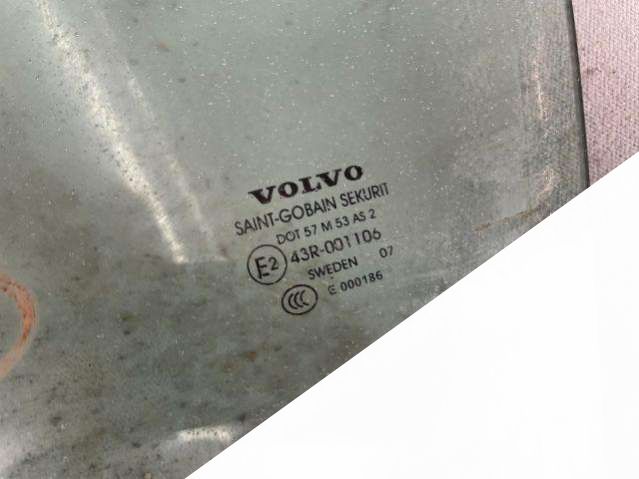 VOLVO
SAINT-GOBAIN SEKURIT
DOT 57 M 53 AS 2
E2 43R-001106
SWEDEN 07
CCC E 000186